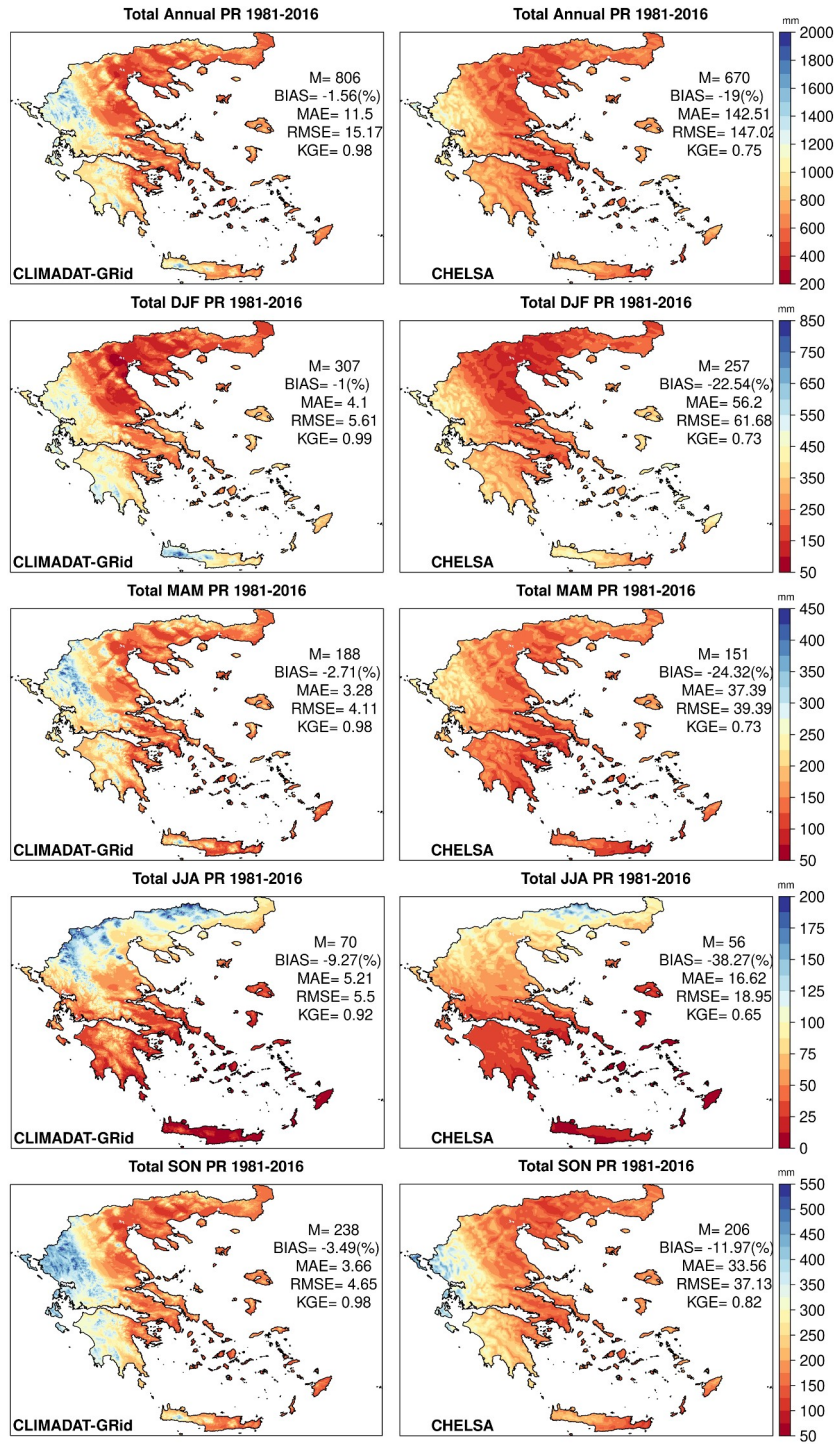 Total Annual PR 1981-2016
M= 806
BIAS= -1.56(%)
MAE= 11.5
RMSE= 15.17
KGE= 0.98
CLIMADAT-GRid
Total Annual PR 1981-2016
M= 670
BIAS= -19(%)
MAE= 142.51
RMSE= 147.02
KGE= 0.75
CHELSA
mm
2000
1800
1600
1400
1200
1000
800
600
400
200
Total DJF PR 1981-2016
M= 307
BIAS= -1(%)
MAE= 4.1
RMSE= 5.61
KGE= 0.99
CLIMADAT-GRid
Total DJF PR 1981-2016
M= 257
BIAS= -22.54(%)
MAE= 56.2
RMSE= 61.68
KGE= 0.73
CHELSA
mm
850
750
650
550
450
350
250
150
50
Total MAM PR 1981-2016
M= 188
BIAS= -2.71(%)
MAE= 3.28
RMSE= 4.11
KGE= 0.98
CLIMADAT-GRid
Total MAM PR 1981-2016
M= 151
BIAS= -24.32(%)
MAE= 37.39
RMSE= 39.39
KGE= 0.73
CHELSA
mm
450
400
350
300
250
200
150
100
50
Total JJA PR 1981-2016
M= 70
BIAS= -9.27(%)
MAE= 5.21
RMSE= 5.5
KGE= 0.92
CLIMADAT-GRid
Total JJA PR 1981-2016
M= 56
BIAS= -38.27(%)
MAE= 16.62
RMSE= 18.95
KGE= 0.65
CHELSA
mm
200
175
150
125
100
75
50
25
0
Total SON PR 1981-2016
M= 238
BIAS= -3.49(%)
MAE= 3.66
RMSE= 4.65
KGE= 0.98
CLIMADAT-GRid
Total SON PR 1981-2016
M= 206
BIAS= -11.97(%)
MAE= 33.56
RMSE= 37.13
KGE= 0.82
CHELSA
mm
550
500
450
400
350
300
250
200
150
100
50